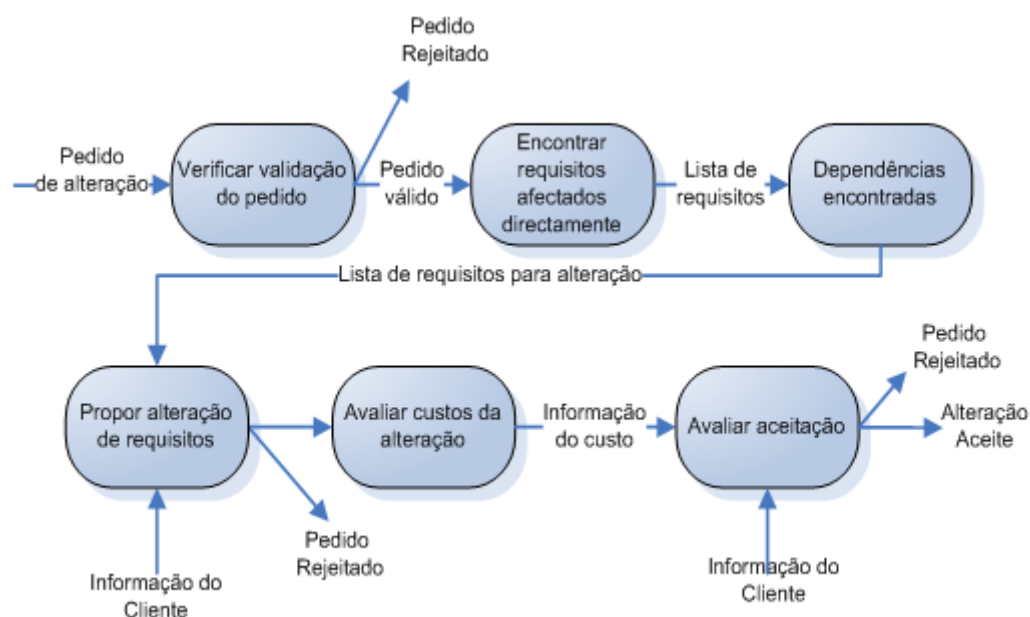 Pedido
Rejeitado
Pedido
de alteração
Verificar validação
do pedido
Pedido
válido
Encontrar
requisitos
afectados
directamente
Lista de
requisitos
Dependências
encontradas
Lista de requisitos para alteração
Propor alteração
de requisitos
Avaliar custos da
alteração
Informação
do custo
Avaliar aceitação
Pedido
Rejeitado
Alteração
Aceite
Pedido
Rejeitado
Informação do
Cliente
Informação do
Cliente